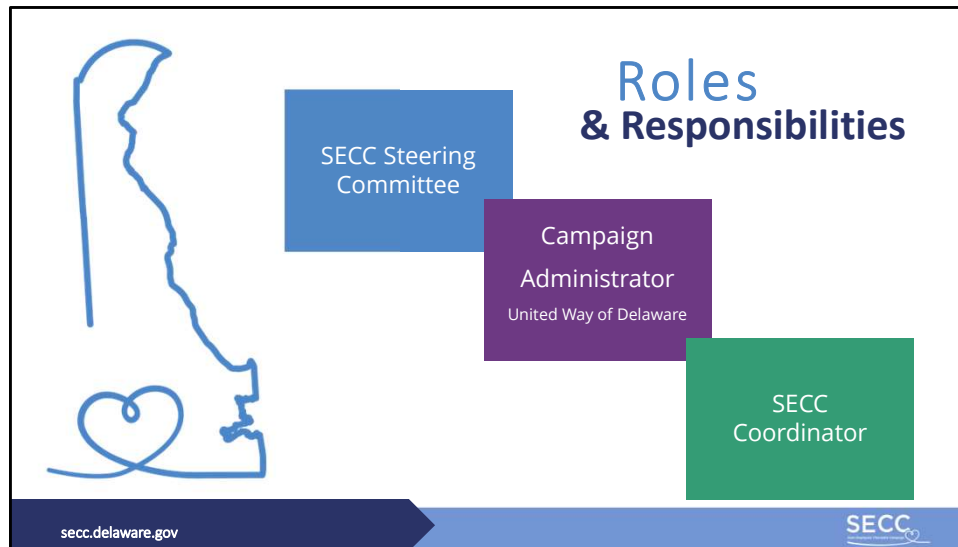 Roles
& Responsibilities
SECC Steering
Committee
Campaign
Administrator
United Way of Delaware
SECC
Coordinator
secc.delaware.gov
SECC